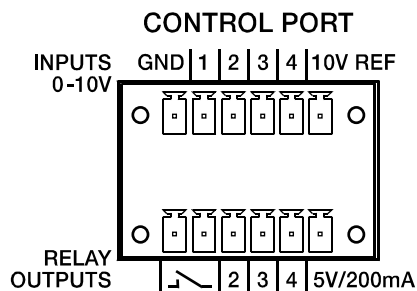 CONTROL PORT
INPUTS GND 1 2 3 4 10V REF
0-10V
RELAY
OUTPUTS 2 3 4 5V/200mA